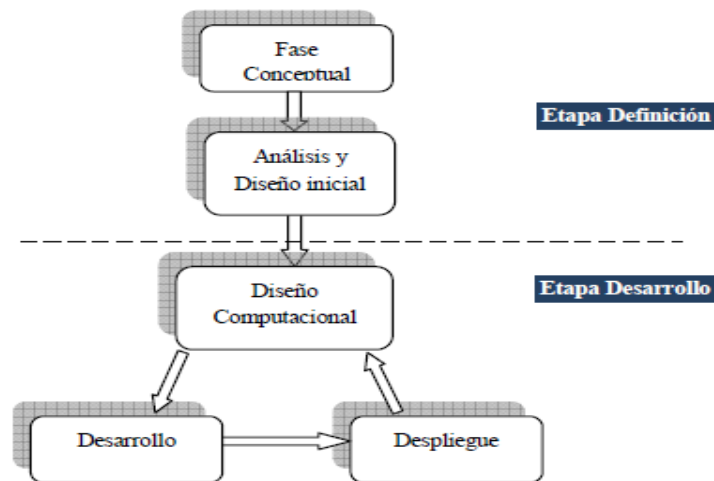 Fase
Conceptual
Etapa Definición
Análisis y
Diseño inicial
Etapa Desarrollo
Diseño
Computacional
Desarrollo
Despliegue